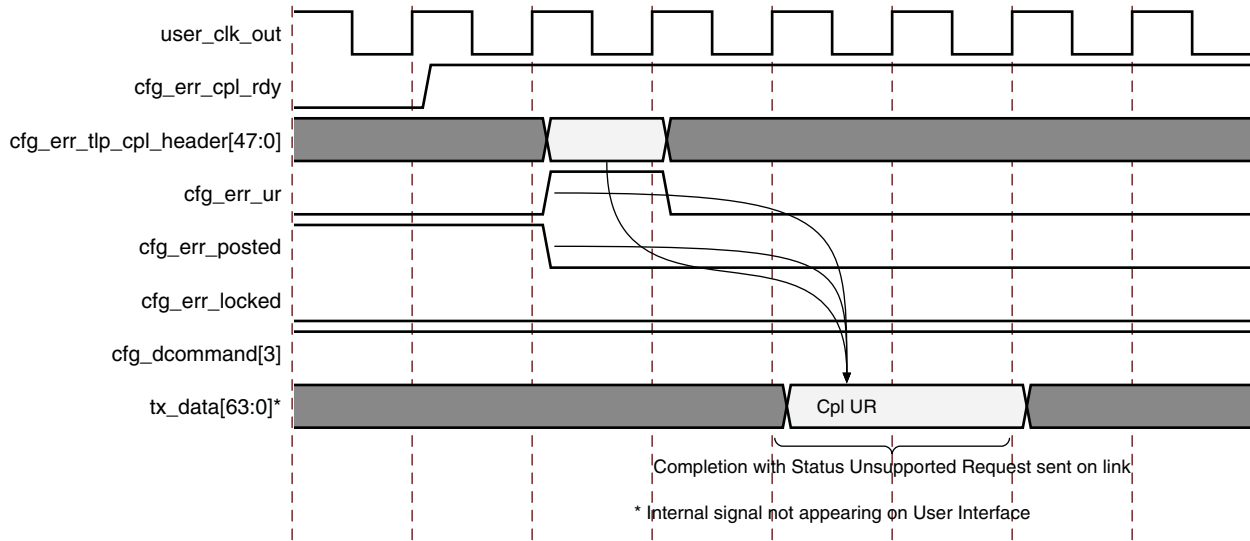 user_clk_out
cfg_err_cpl_rdy
cfg_err_tlp_cpl_header[47:0]
cfg_err_ur
cfg_err_posted
cfg_err_locked
cfg_dcommand[3]
tx_data[63:0]*
Cpl UR
Completion with Status Unsupported Request sent on link
* Internal signal not appearing on User Interface